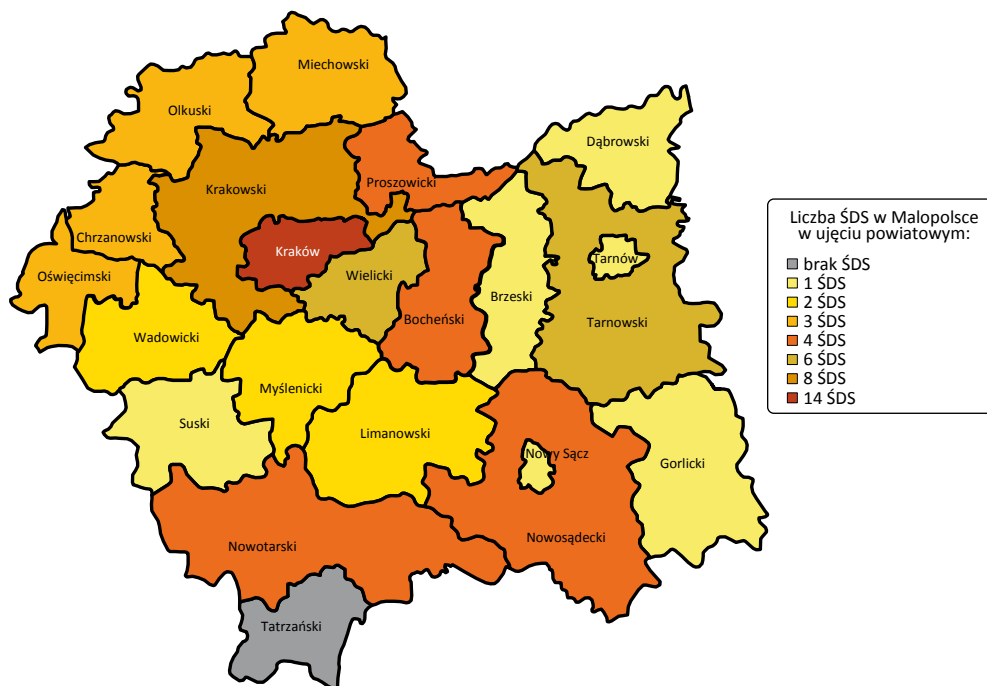 Miechowski
Olkuski
Dąbrowski
Proszowicki
Krakowski
Chrzanowski
Kraków
Tarnów
Oświęcimski
Wielicki
Brzeski
Bocheński
Tarnowski
Wadowicki
Myślenicki
Suski
Limanowski
Nowy Sącz
Gorlicki
Nowosądecki
Nowotarski
Tatrzański
Liczba ŚDS w Malopolsce
w ujęciu powiatowym:
brak ŚDS
1 ŚDS
2 ŚDS
3 ŚDS
4 ŚDS
6 ŚDS
8 ŚDS
14 ŚDS